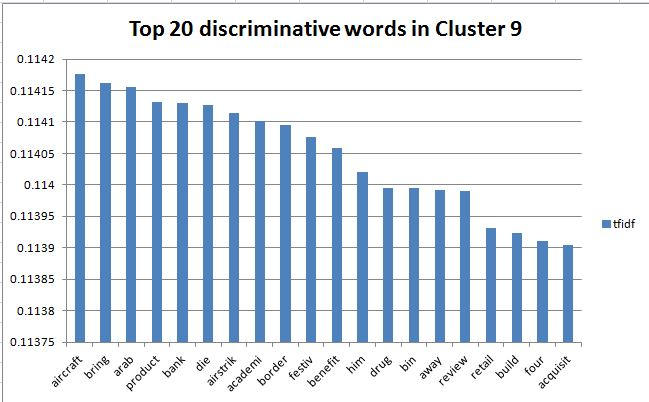 Top 20 discriminative words in Cluster 9
0.1142
0.11415
0.1141
0.11405
0.114
0.11395
0.1139
0.11385
0.1138
0.11375
aircraft
bring
arab
product
bank
die
airstrik
academi
border
festiv
benefit
him
drug
bin
away
review
retail
build
four
acquisit
tfidf